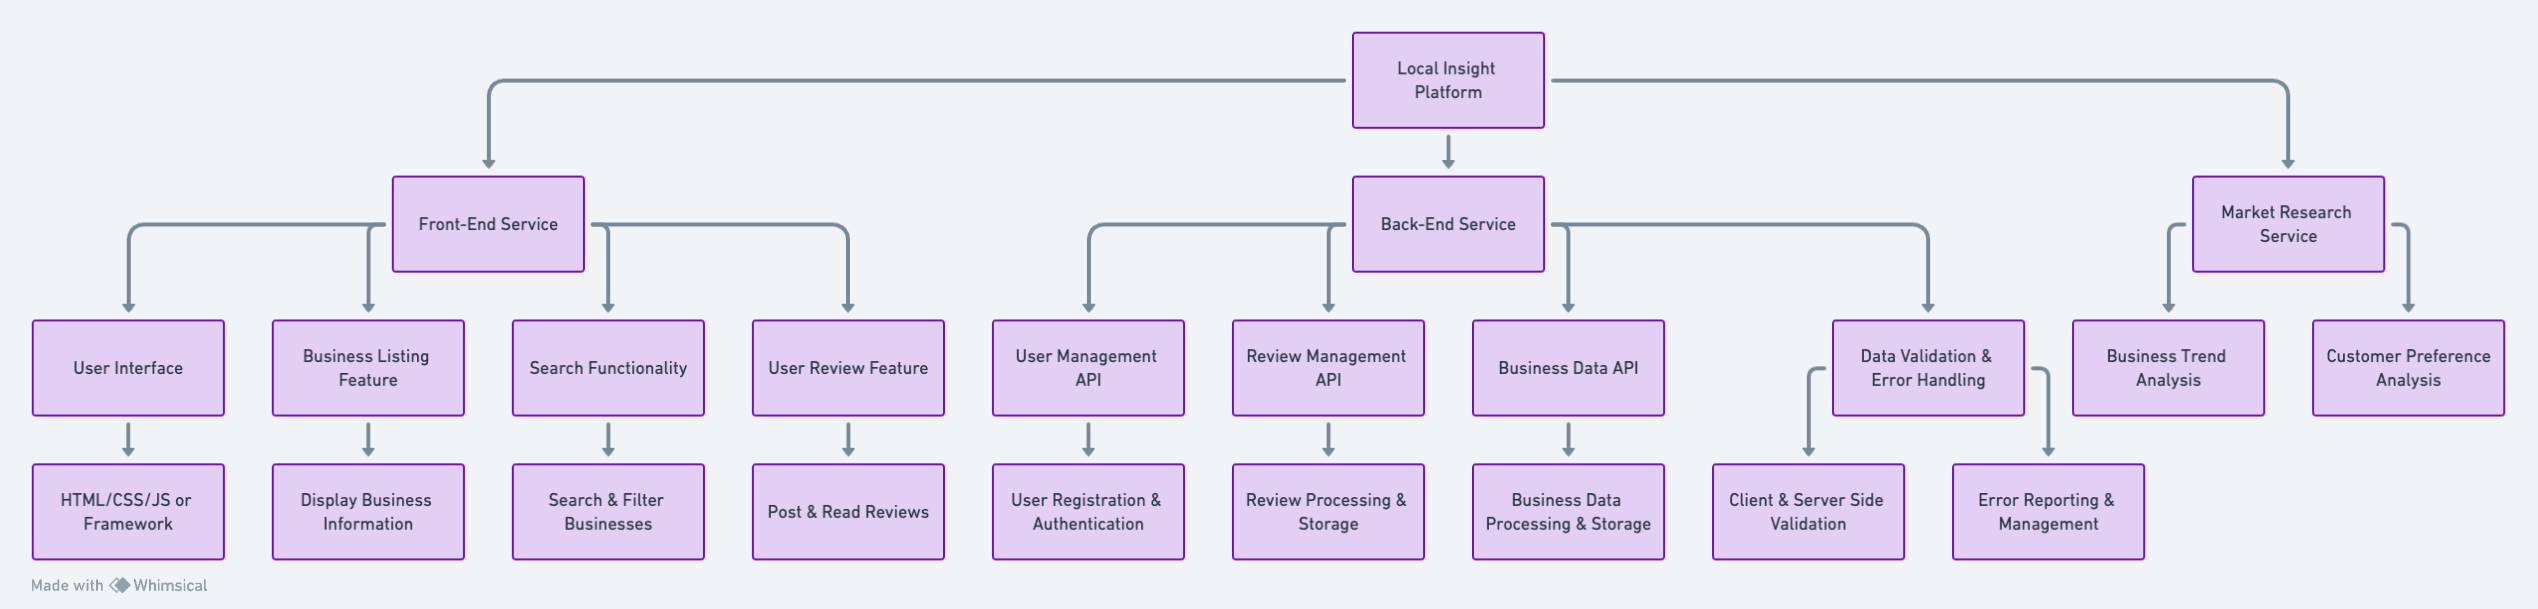 Local Insight
Platform
Front-End Service
Back-End Service
Market Research
Service
User Interface
Business Listing
Feature
Search Functionality
User Review Feature
User Management
API
Review Management
API
Business Data API
Data Validation &
Error Handling
Business Trend
Analysis
Customer Preference
Analysis
HTML/CSS/JS or
Framework
Display Business
Information
Search & Filter
Businesses
Post & Read Reviews
User Registration &
Authentication
Review Processing &
Storage
Business Data
Processing & Storage
Client & Server Side
Validation
Error Reporting &
Management
Made with Whimsical